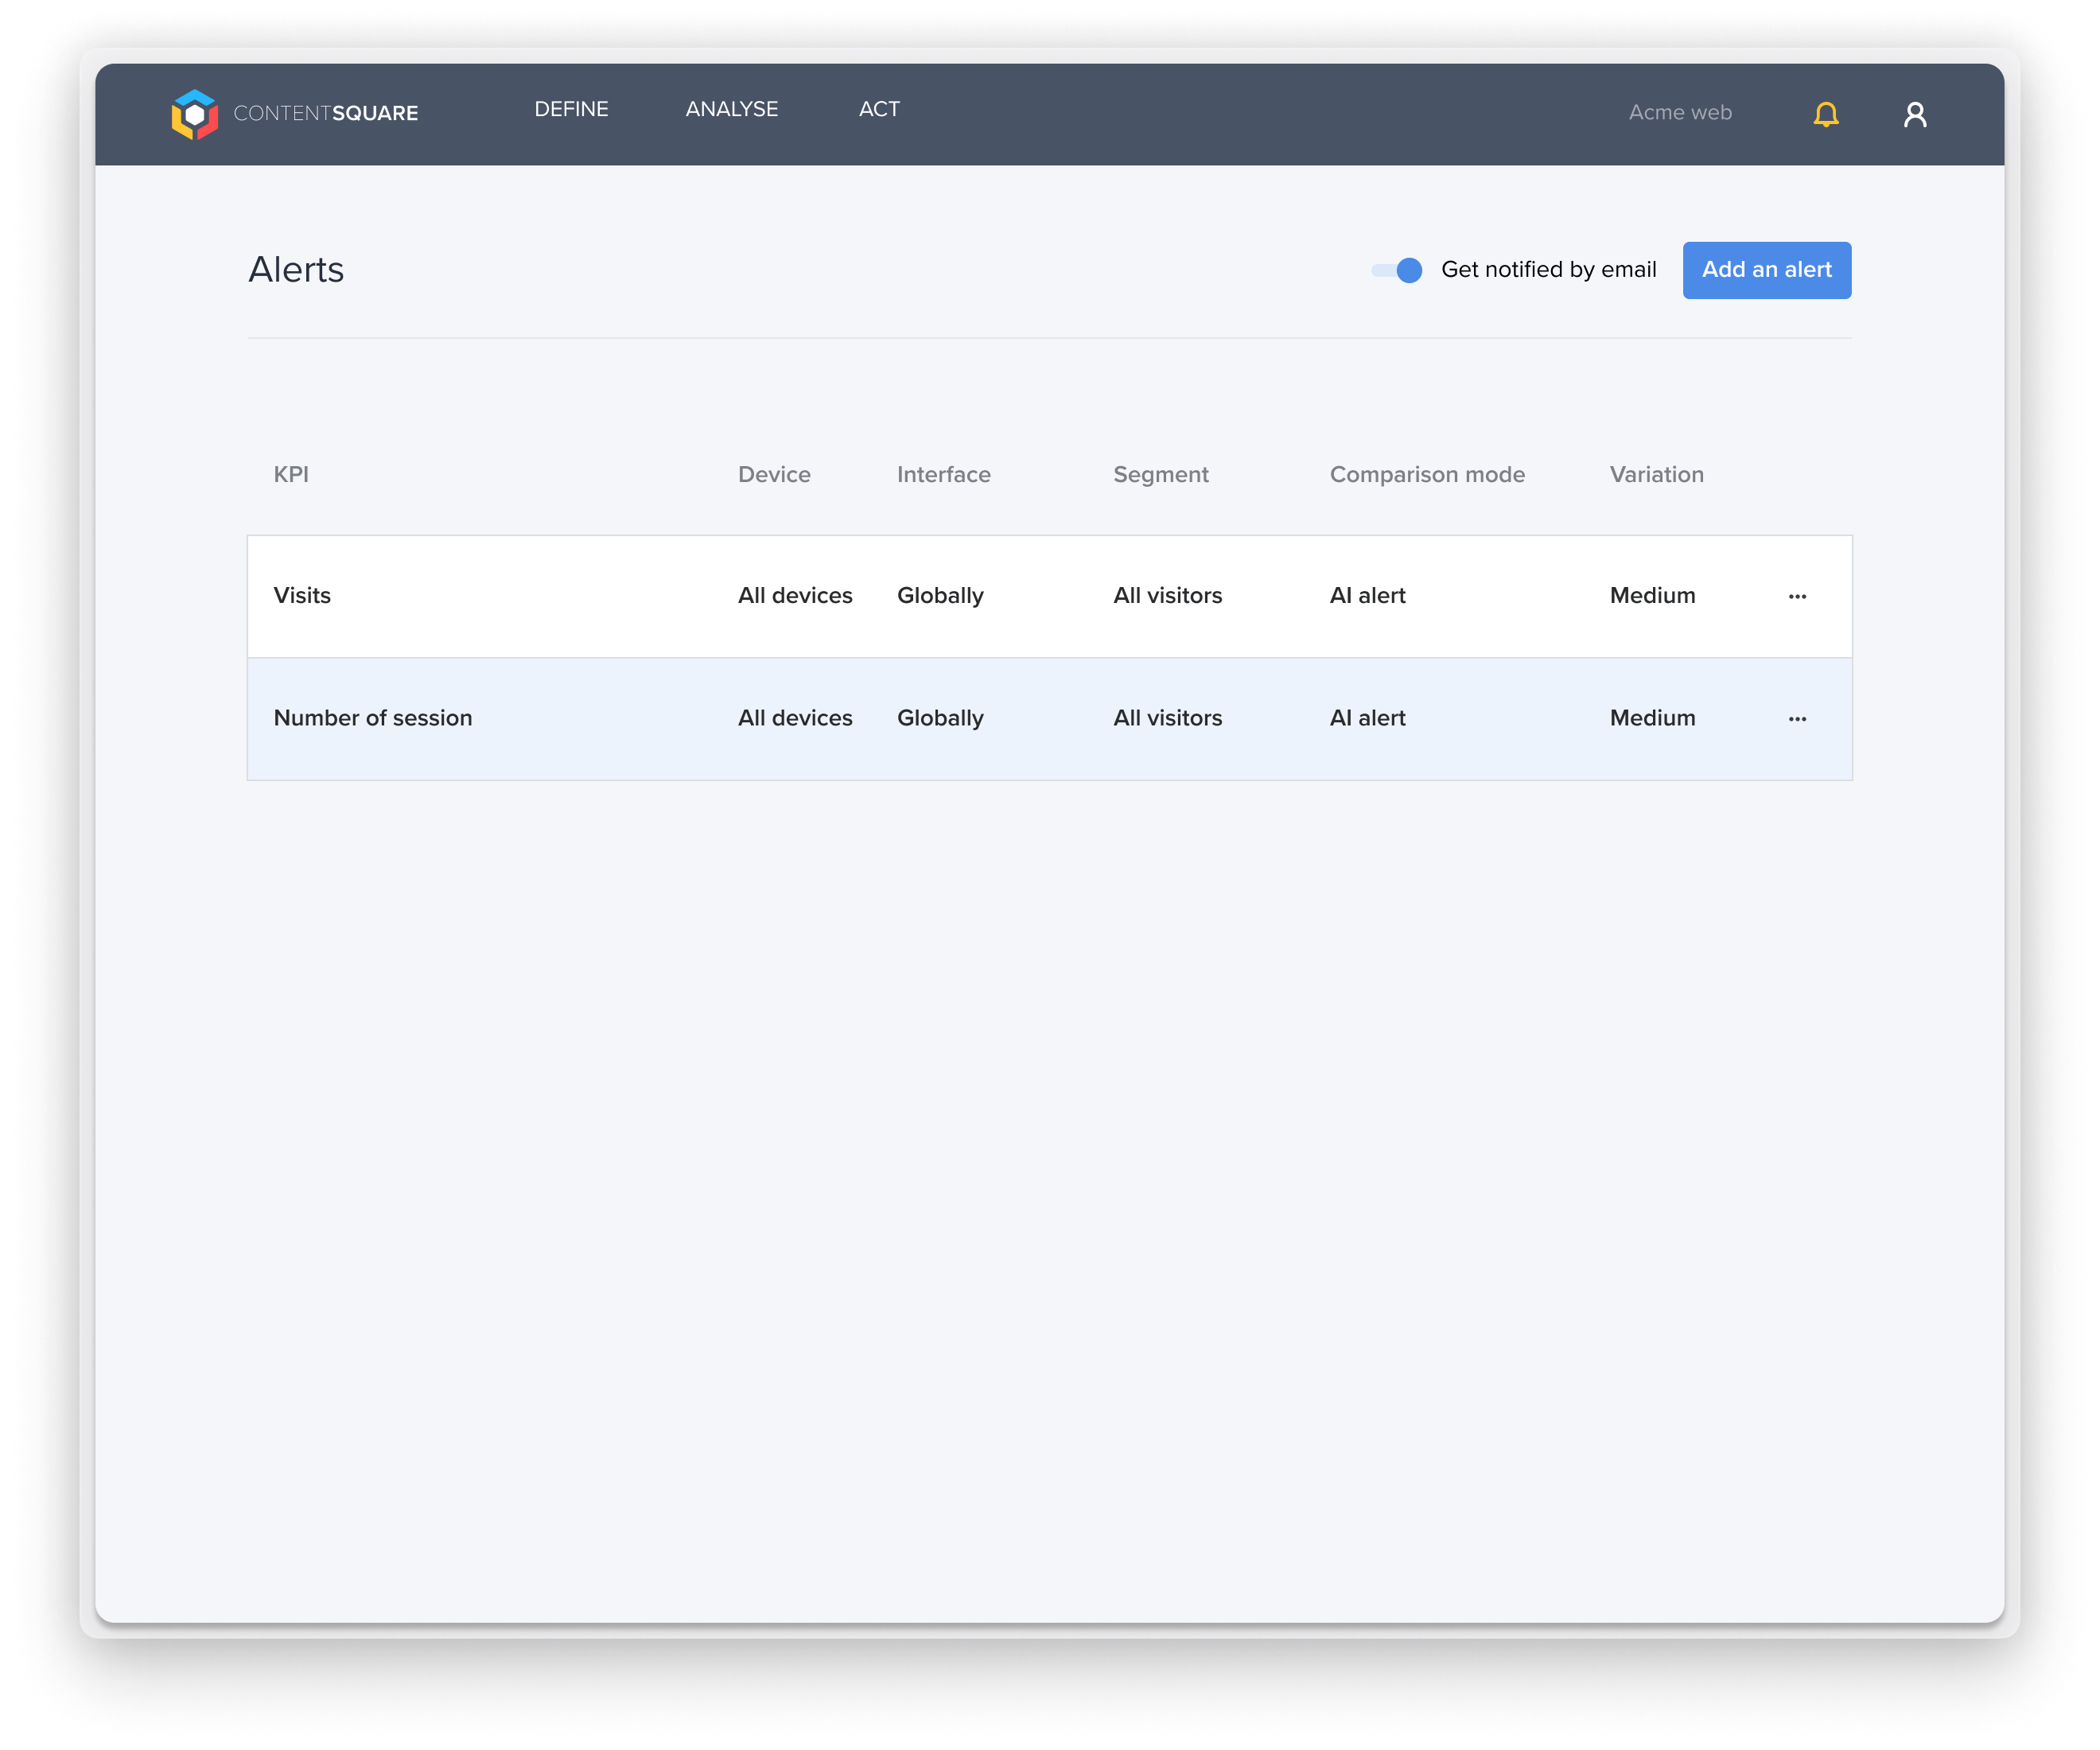 CONTENTSQUARE DEFINE ANALYSE ACT Acme web
Alerts Get notified by email Add an alert
KPI Device Interface Segment Comparison mode Variation
Visits All devices Globally All visitors AI alert Medium
Number of session All devices Globally All visitors AI alert Medium